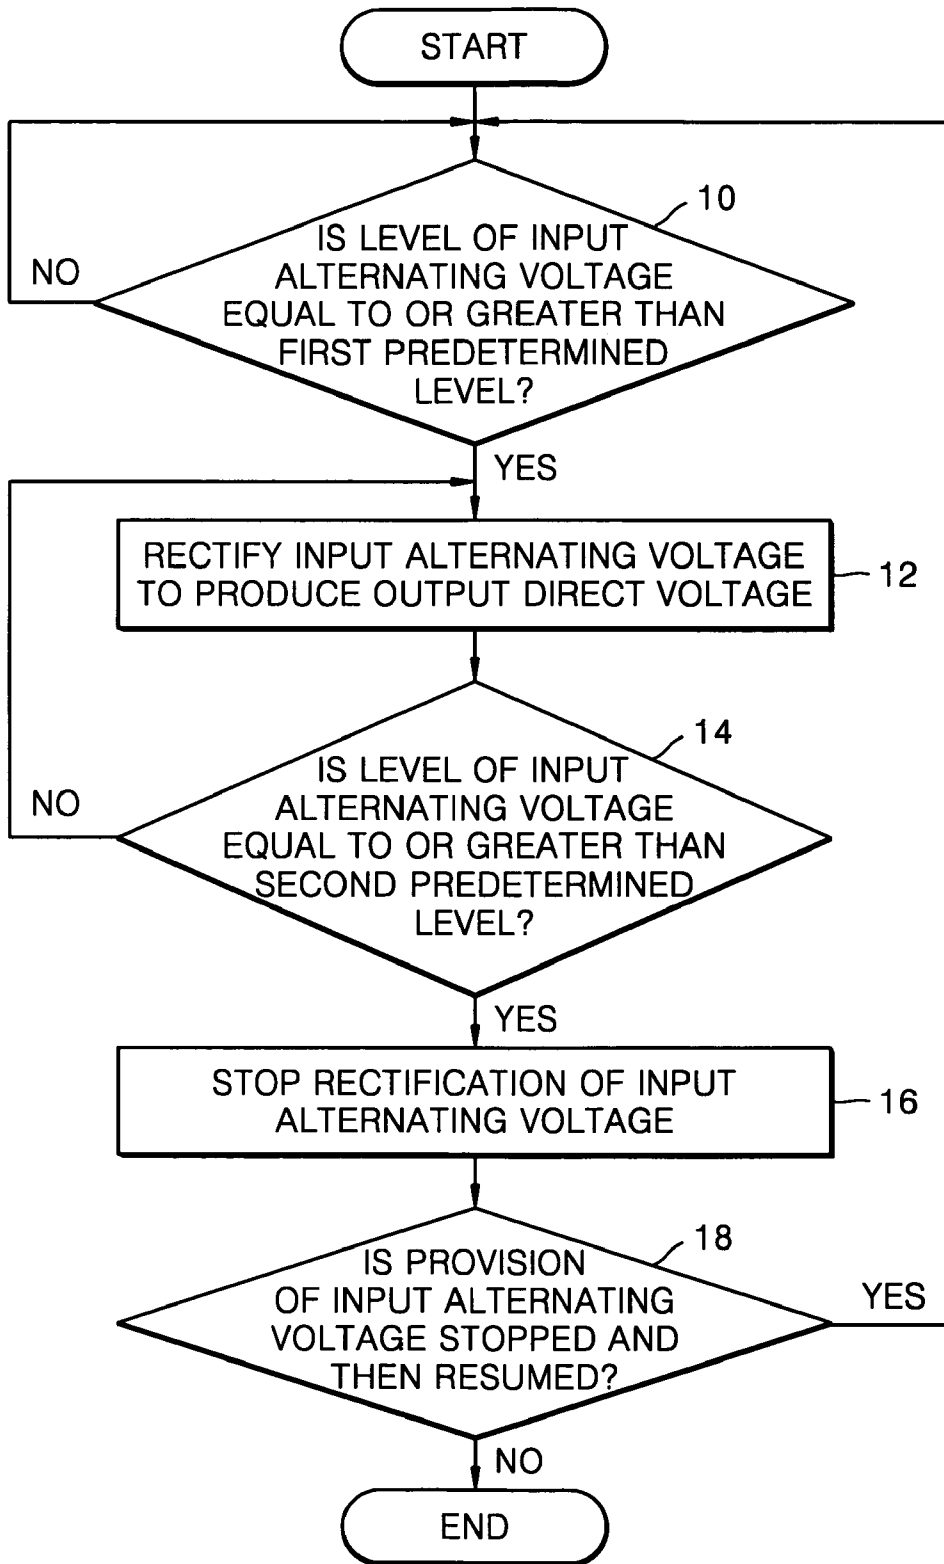 START
10
IS LEVEL OF INPUT
ALTERNATING VOLTAGE
EQUAL TO OR GREATER THAN
FIRST PREDETERMINED
LEVEL?
NO
YES
RECTIFY INPUT ALTERNATING VOLTAGE
TO PRODUCE OUTPUT DIRECT VOLTAGE
12
14
IS LEVEL OF INPUT
ALTERNATING VOLTAGE
EQUAL TO OR GREATER THAN
SECOND PREDETERMINED
LEVEL?
NO
YES
STOP RECTIFICATION OF INPUT
ALTERNATING VOLTAGE
16
18
IS PROVISION
OF INPUT ALTERNATING
VOLTAGE STOPPED AND
THEN RESUMED?
YES
NO
END